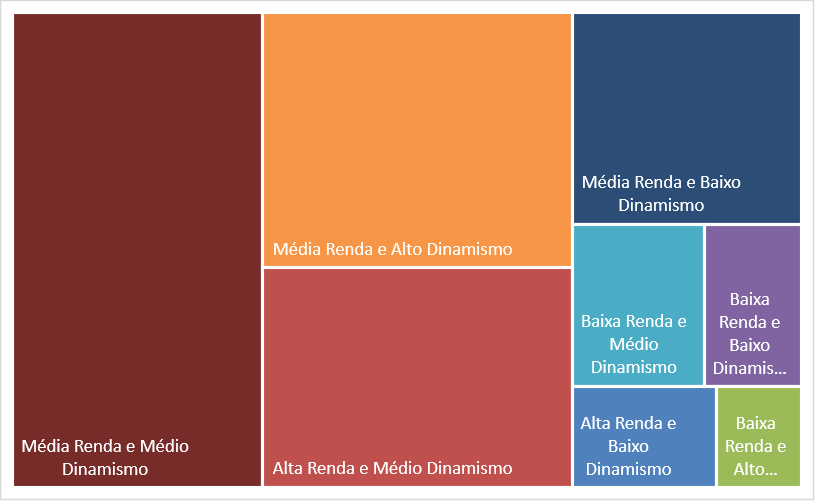 Média Renda e Médio
Dinamismo
Média Renda e Alto Dinamismo
Alta Renda e Médio Dinamismo
Média Renda e Baixo
Dinamismo
Baixa Renda e
Médio
Dinamismo
Baixa
Renda e
Baixo
Dinamis...
Alta Renda e
Baixo
Dinamismo
Baixa
Renda e
Alto...